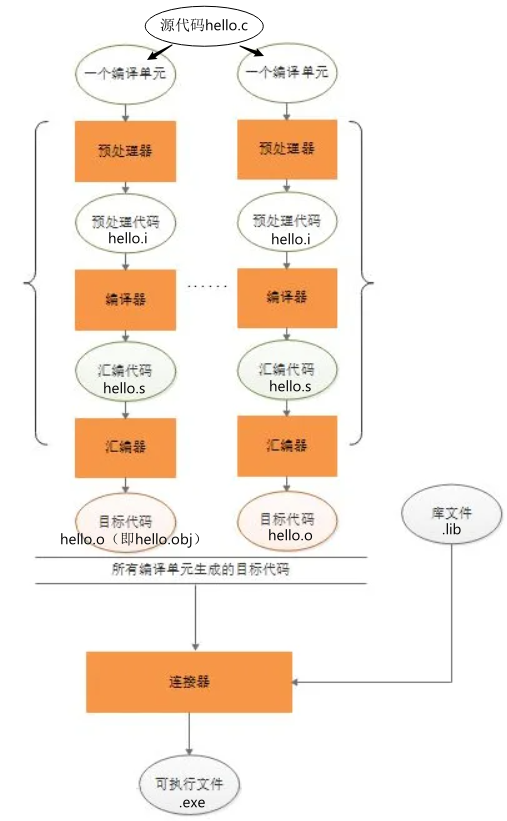 源代码hello.c
一个编译单元
一个编译单元
预处理器
预处理器
预处理代码
hello.i
预处理代码
hello.i
编译器
......
编译器
汇编代码
hello.s
汇编代码
hello.s
汇编器
汇编器
目标代码
hello.o（即hello.obj）
目标代码
hello.o
库文件
.lib
所有编译单元生成的目标代码
连接器
可执行文件
.exe